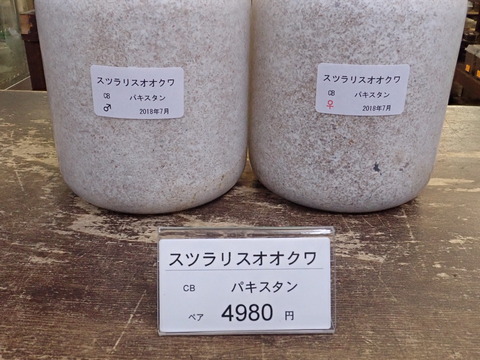 スツラリスオオクワ
CB パキスタン
♂ 2018年7月
スツラリスオオクワ
CB パキスタン
♀ 2018年7月
スツラリスオオクワ
CB パキスタン
ペア 4980 円